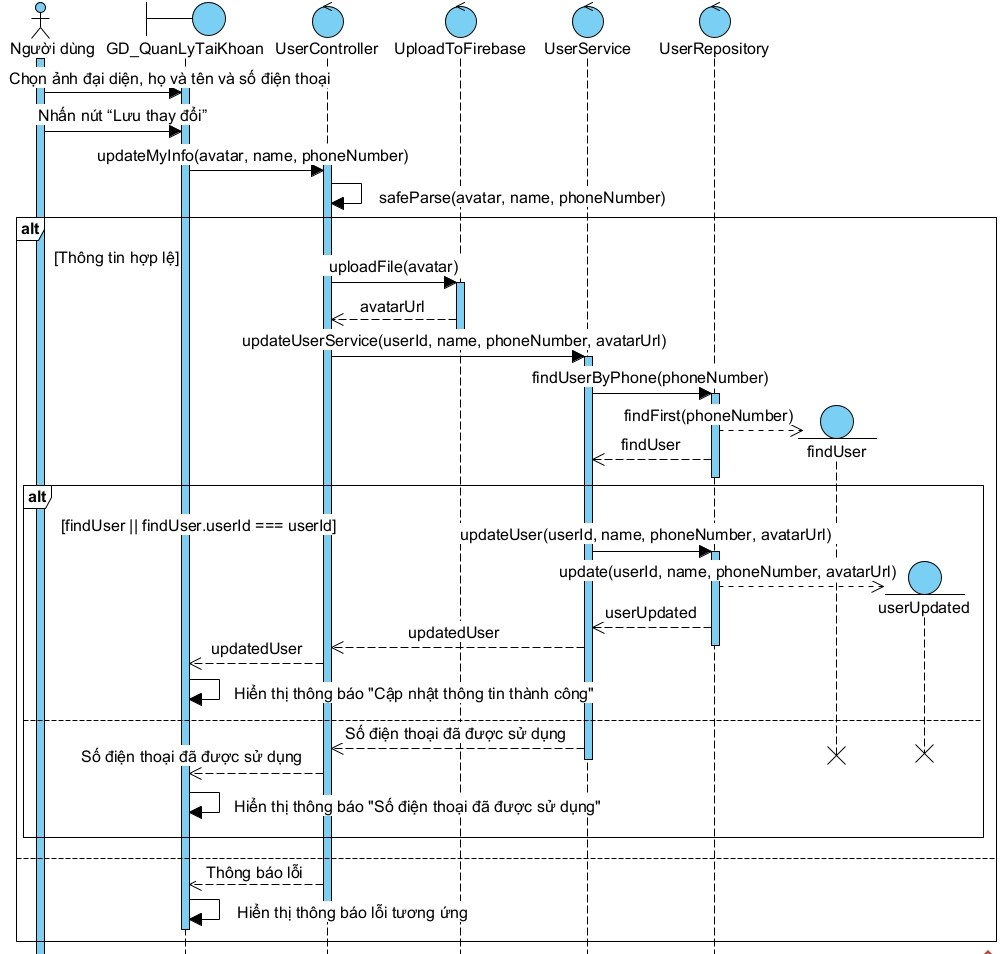 Người dùng
GD_QuanLyTaiKhoan
UserController
UploadToFirebase
UserService
UserRepository
Chọn ảnh đại diện, họ và tên và số điện thoại
Nhấn nút “Lưu thay đổi”
updateMyInfo(avatar, name, phoneNumber)
safeParse(avatar, name, phoneNumber)
alt
[Thông tin hợp lệ]
uploadFile(avatar)
avatarUrl
updateUserService(userId, name, phoneNumber, avatarUrl)
findUserByPhone(phoneNumber)
findFirst(phoneNumber)
findUser
findUser
alt
[findUser || findUser.userId === userId]
updateUser(userId, name, phoneNumber, avatarUrl)
update(userId, name, phoneNumber, avatarUrl)
userUpdated
userUpdated
updatedUser
updatedUser
Hiển thị thông báo "Cập nhật thông tin thành công"
Số điện thoại đã được sử dụng
Số điện thoại đã được sử dụng
Hiển thị thông báo "Số điện thoại đã được sử dụng"
Thông báo lỗi
Hiển thị thông báo lỗi tương ứng